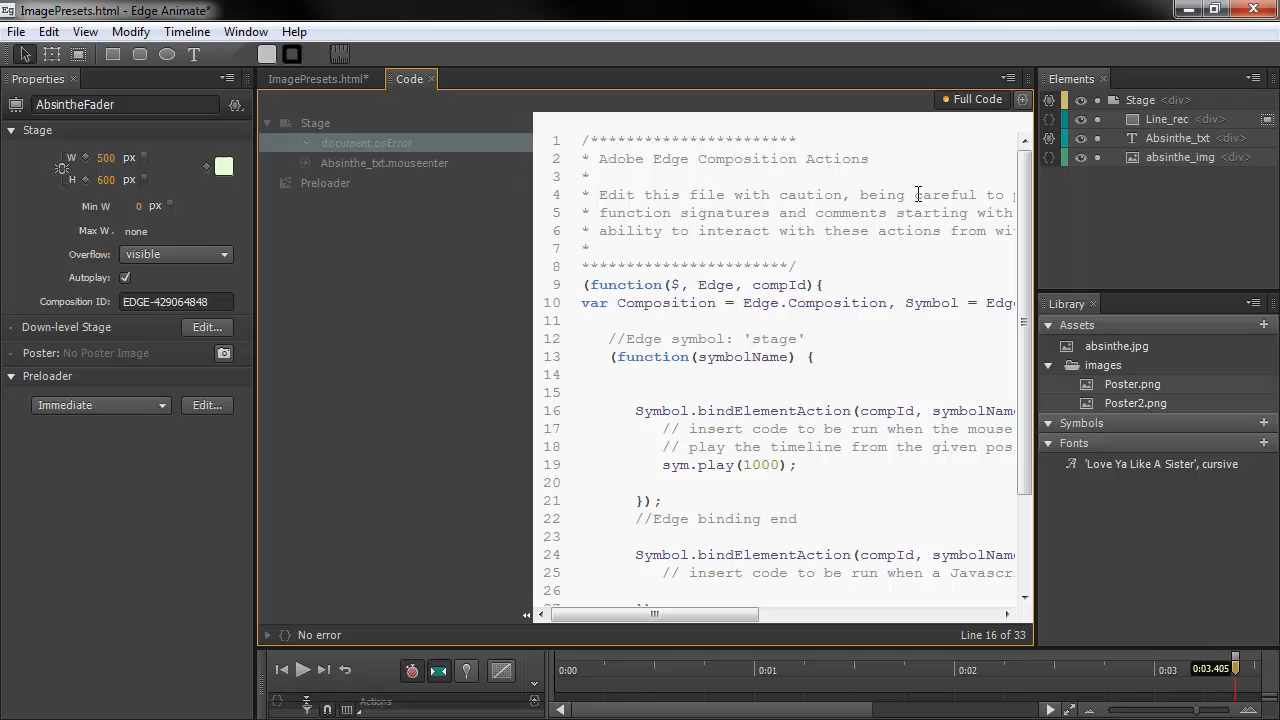 Eg ImagePresets.html* - Edge Animate*
File Edit View Modify Timeline Window Help
T
Properties × ImagePresets.html* Code × Elements ×
AbsintheFader
Stage
W 500 px
H 600 px
Min W 0 px
Max W. none
Overflow: visible
Autoplay:
Composition ID: EDGE-429064848
Down-level Stage Edit...
Poster: No Poster Image
Preloader
Immediate Edit...
Full Code
Stage
document.onError
Absinthe_txt.mouseenter
Preloader
1 /***********************
2 * Adobe Edge Composition Actions
3 *
4 * Edit this file with caution, being careful to p
5 * function signatures and comments starting with
6 * ability to interact with these actions from wi
7 *
8 ***********************/
9 (function($, Edge, compId){
10 var Composition = Edge.Composition, Symbol = Edge
11
12 //Edge symbol: 'stage'
13 (function(symbolName) {
14
15
16 Symbol.bindElementAction(compId, symbolName
17 // insert code to be run when the mouse
18 // play the timeline from the given pos
19 sym.play(1000);
20
21 });
22 //Edge binding end
23
24 Symbol.bindElementAction(compId, symbolName
25 // insert code to be run when a Javascr
26
{} No error Line 16 of 33
Stage <div>
Line_rec <div>
T Absinthe_txt <div>
absinthe_img <div>
Library ×
Assets +
absinthe.jpg
images
Poster.png
Poster2.png
Symbols +
Fonts +
'Love Ya Like A Sister', cursive
0:00 0:01 0:02 0:03 0:03.405
Actions